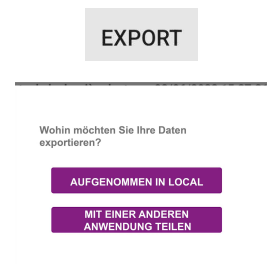 EXPORT
Wohin möchten Sie Ihre Daten
exportieren?
AUFGENOMMEN IN LOCAL
MIT EINER ANDEREN
ANWENDUNG TEILEN